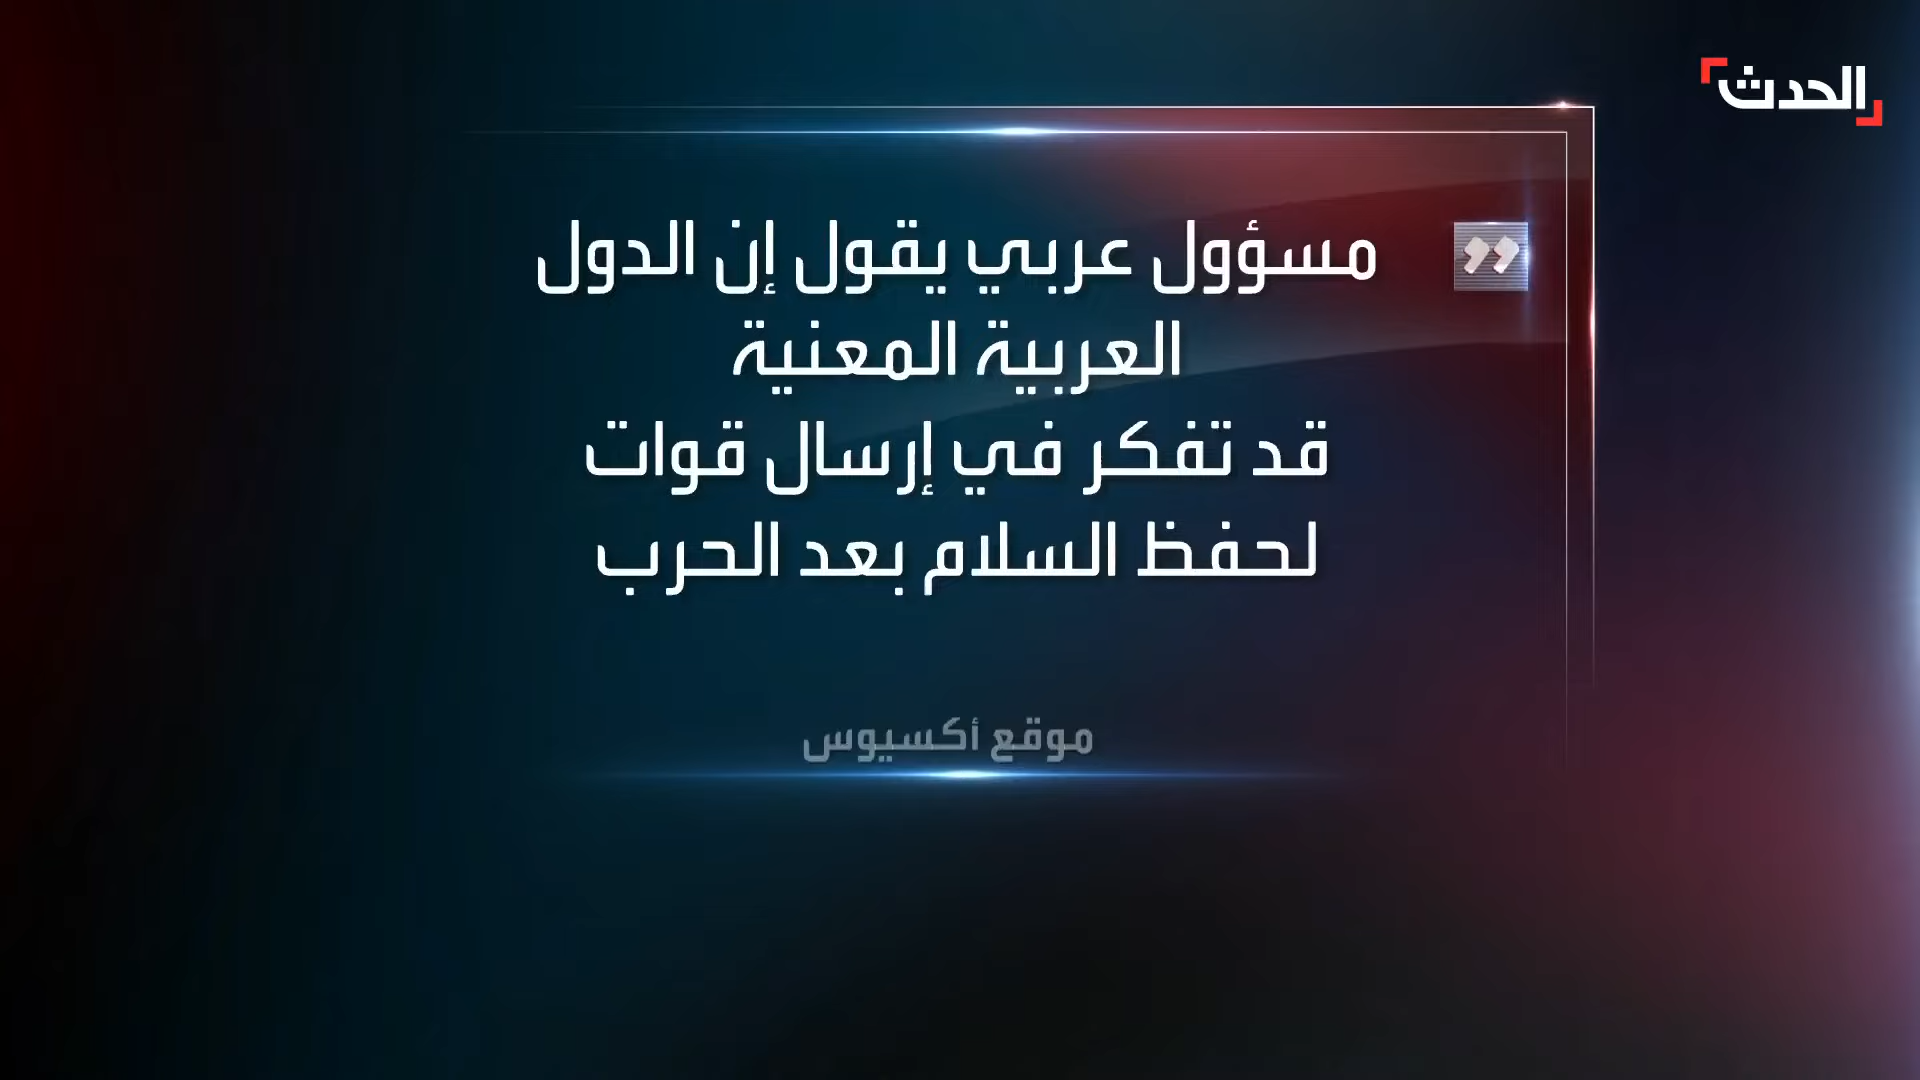 الحدث
مسؤول عربي يقول إن الدول
العربية المعنية
قد تفكر في إرسال قوات
لحفظ السلام بعد الحرب
موقع أكسيوس